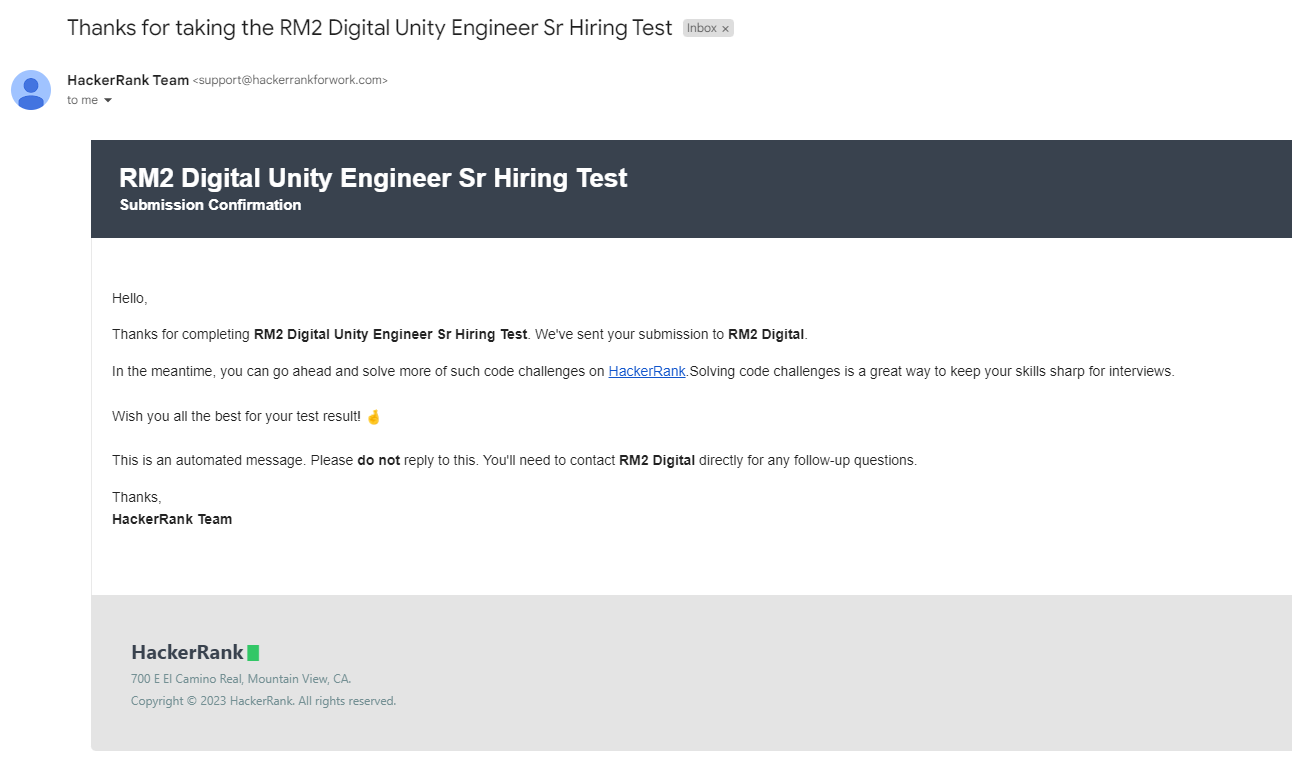 Thanks for taking the RM2 Digital Unity Engineer Sr Hiring Test Inbox ×
HackerRank Team <support@hackerrankforwork.com>
to me
RM2 Digital Unity Engineer Sr Hiring Test
Submission Confirmation
Hello,
Thanks for completing RM2 Digital Unity Engineer Sr Hiring Test. We've sent your submission to RM2 Digital.
In the meantime, you can go ahead and solve more of such code challenges on HackerRank.Solving code challenges is a great way to keep your skills sharp for interviews.
Wish you all the best for your test result! 🤞
This is an automated message. Please do not reply to this. You'll need to contact RM2 Digital directly for any follow-up questions.
Thanks,
HackerRank Team
HackerRank
700 E El Camino Real, Mountain View, CA.
Copyright © 2023 HackerRank. All rights reserved.